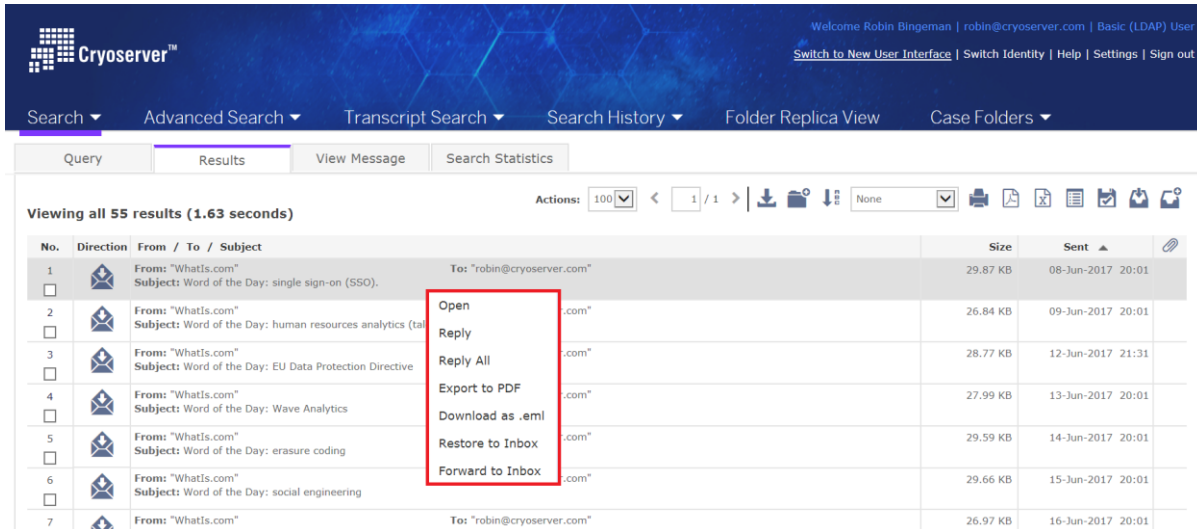 Welcome Robin Bingeman | robin@cryoserver.com | Basic (LDAP) User
Cryoserver™
Switch to New User Interface | Switch Identity | Help | Settings | Sign out
Search Advanced Search Transcript Search Search History Folder Replica View Case Folders
Query Results View Message Search Statistics
Actions: 100 1 / 1 None
Viewing all 55 results (1.63 seconds)
No. Direction From / To / Subject Size Sent
1 From: "WhatIs.com" To: "robin@cryoserver.com" 29.87 KB 08-Jun-2017 20:01
Subject: Word of the Day: single sign-on (SSO).
2 From: "WhatIs.com" .com" 26.84 KB 09-Jun-2017 20:01
Subject: Word of the Day: human resources analytics (tal
3 From: "WhatIs.com" .com" 28.77 KB 12-Jun-2017 21:31
Subject: Word of the Day: EU Data Protection Directive
4 From: "WhatIs.com" .com" 27.99 KB 13-Jun-2017 20:01
Subject: Word of the Day: Wave Analytics
5 From: "WhatIs.com" .com" 29.59 KB 14-Jun-2017 20:01
Subject: Word of the Day: erasure coding
6 From: "WhatIs.com" .com" 29.66 KB 15-Jun-2017 20:01
Subject: Word of the Day: social engineering
7 From: "WhatIs.com" To: "robin@cryoserver.com" 26.97 KB 16-Jun-2017 20:01
Open
Reply
Reply All
Export to PDF
Download as .eml
Restore to Inbox
Forward to Inbox